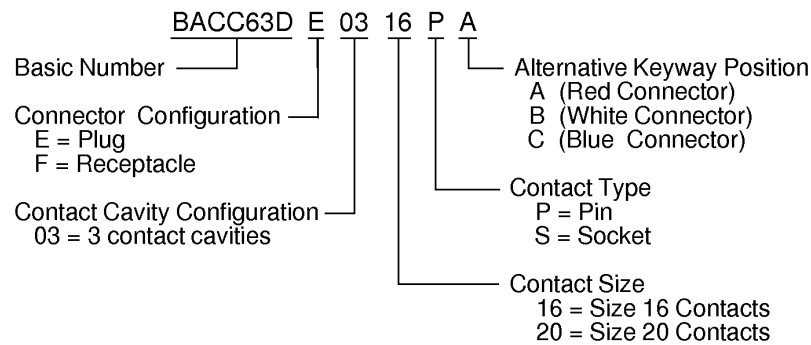 BACC63D E 03 16 P A
Basic Number
Alternative Keyway Position
A (Red Connector)
B (White Connector)
C (Blue Connector)
Connector Configuration
E = Plug
F = Receptacle
Contact Type
P = Pin
S = Socket
Contact Cavity Configuration
03 = 3 contact cavities
Contact Size
16 = Size 16 Contacts
20 = Size 20 Contacts